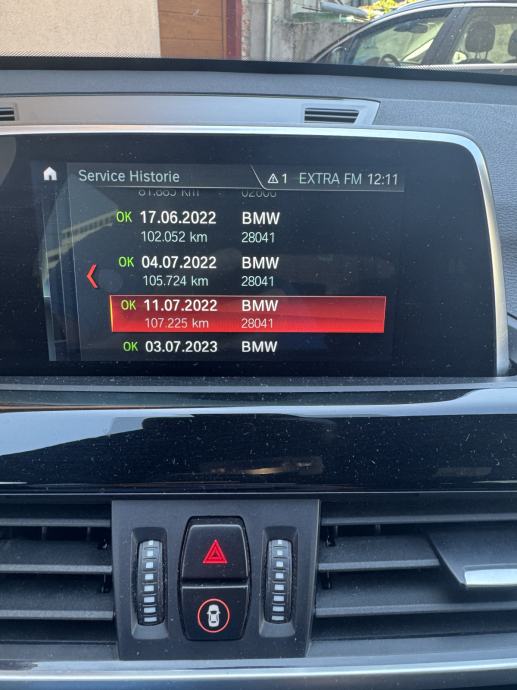 Service Historie
1 EXTRA FM 12:11
OK 17.06.2022 BMW
102.052 km 28041
OK 04.07.2022 BMW
105.724 km 28041
OK 11.07.2022 BMW
107.225 km 28041
OK 03.07.2023 BMW